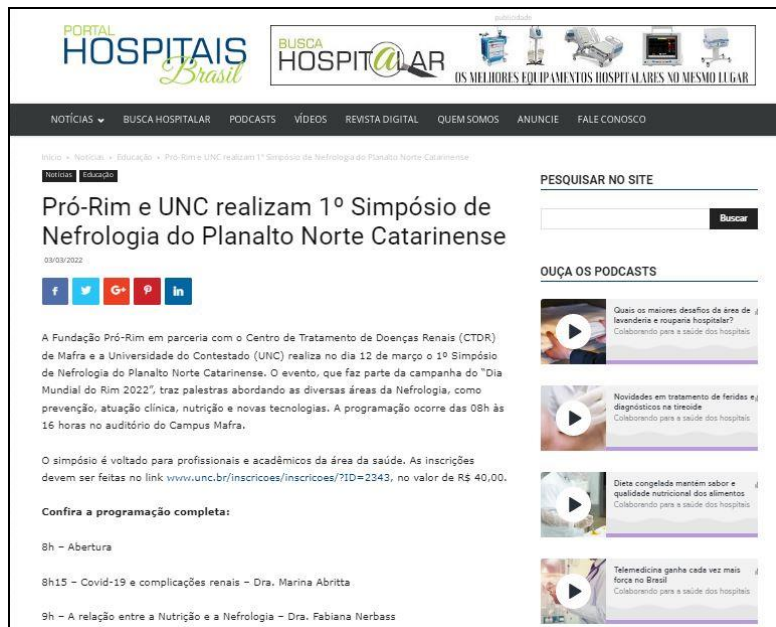 publicidade
PORTAL
HOSPITAIS
Brasil
BUSCA
HOSPIT@LAR
OS MELHORES EQUIPAMENTOS HOSPITALARES NO MESMO LUGAR
NOTÍCIAS BUSCA HOSPITALAR PODCASTS VÍDEOS REVISTA DIGITAL QUEM SOMOS ANUNCIE FALE CONOSCO
Início › Notícias › Educação › Pró-Rim e UNC realizam 1º Simpósio de Nefrologia do Planalto Norte Catarinense
Notícias Educação
Pró-Rim e UNC realizam 1º Simpósio de
Nefrologia do Planalto Norte Catarinense
03/03/2022
f G+ in
A Fundação Pró-Rim em parceria com o Centro de Tratamento de Doenças Renais (CTDR)
de Mafra e a Universidade do Contestado (UNC) realiza no dia 12 de março o 1º Simpósio
de Nefrologia do Planalto Norte Catarinense. O evento, que faz parte da campanha do “Dia
Mundial do Rim 2022”, traz palestras abordando as diversas áreas da Nefrologia, como
prevenção, atuação clínica, nutrição e novas tecnologias. A programação ocorre das 08h às
16 horas no auditório do Campus Mafra.
O simpósio é voltado para profissionais e acadêmicos da área da saúde. As inscrições
devem ser feitas no link www.unc.br/inscricoes/inscricoes/?ID=2343, no valor de R$ 40,00.
Confira a programação completa:
8h – Abertura
8h15 – Covid-19 e complicações renais – Dra. Marina Abritta
9h – A relação entre a Nutrição e a Nefrologia – Dra. Fabiana Nerbass
PESQUISAR NO SITE
Buscar
OUÇA OS PODCASTS
Quais os maiores desafios da área de
lavanderia e rouparia hospitalar?
Colaborando para a saúde dos hospitais
Novidades em tratamento de feridas e
diagnósticos na tireoide
Colaborando para a saúde dos hospitais
Dieta congelada mantém sabor e
qualidade nutricional dos alimentos
Colaborando para a saúde dos hospitais
Telemedicina ganha cada vez mais
força no Brasil
Colaborando para a saúde dos hospitais